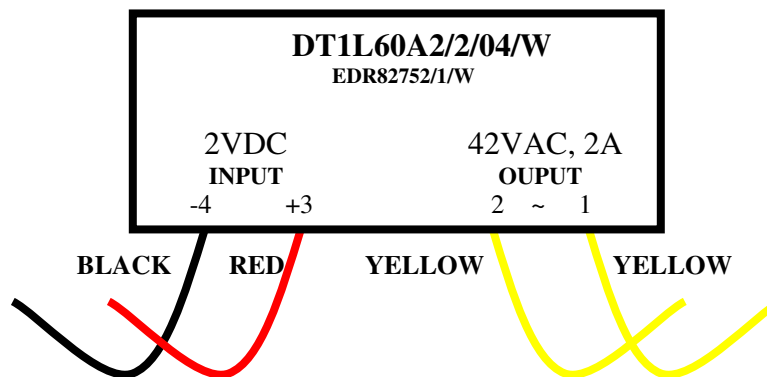 DT1L60A2/2/04/W
EDR82752/1/W
2VDC 42VAC, 2A
INPUT OUPUT
-4 +3 2 ~ 1
BLACK RED YELLOW YELLOW